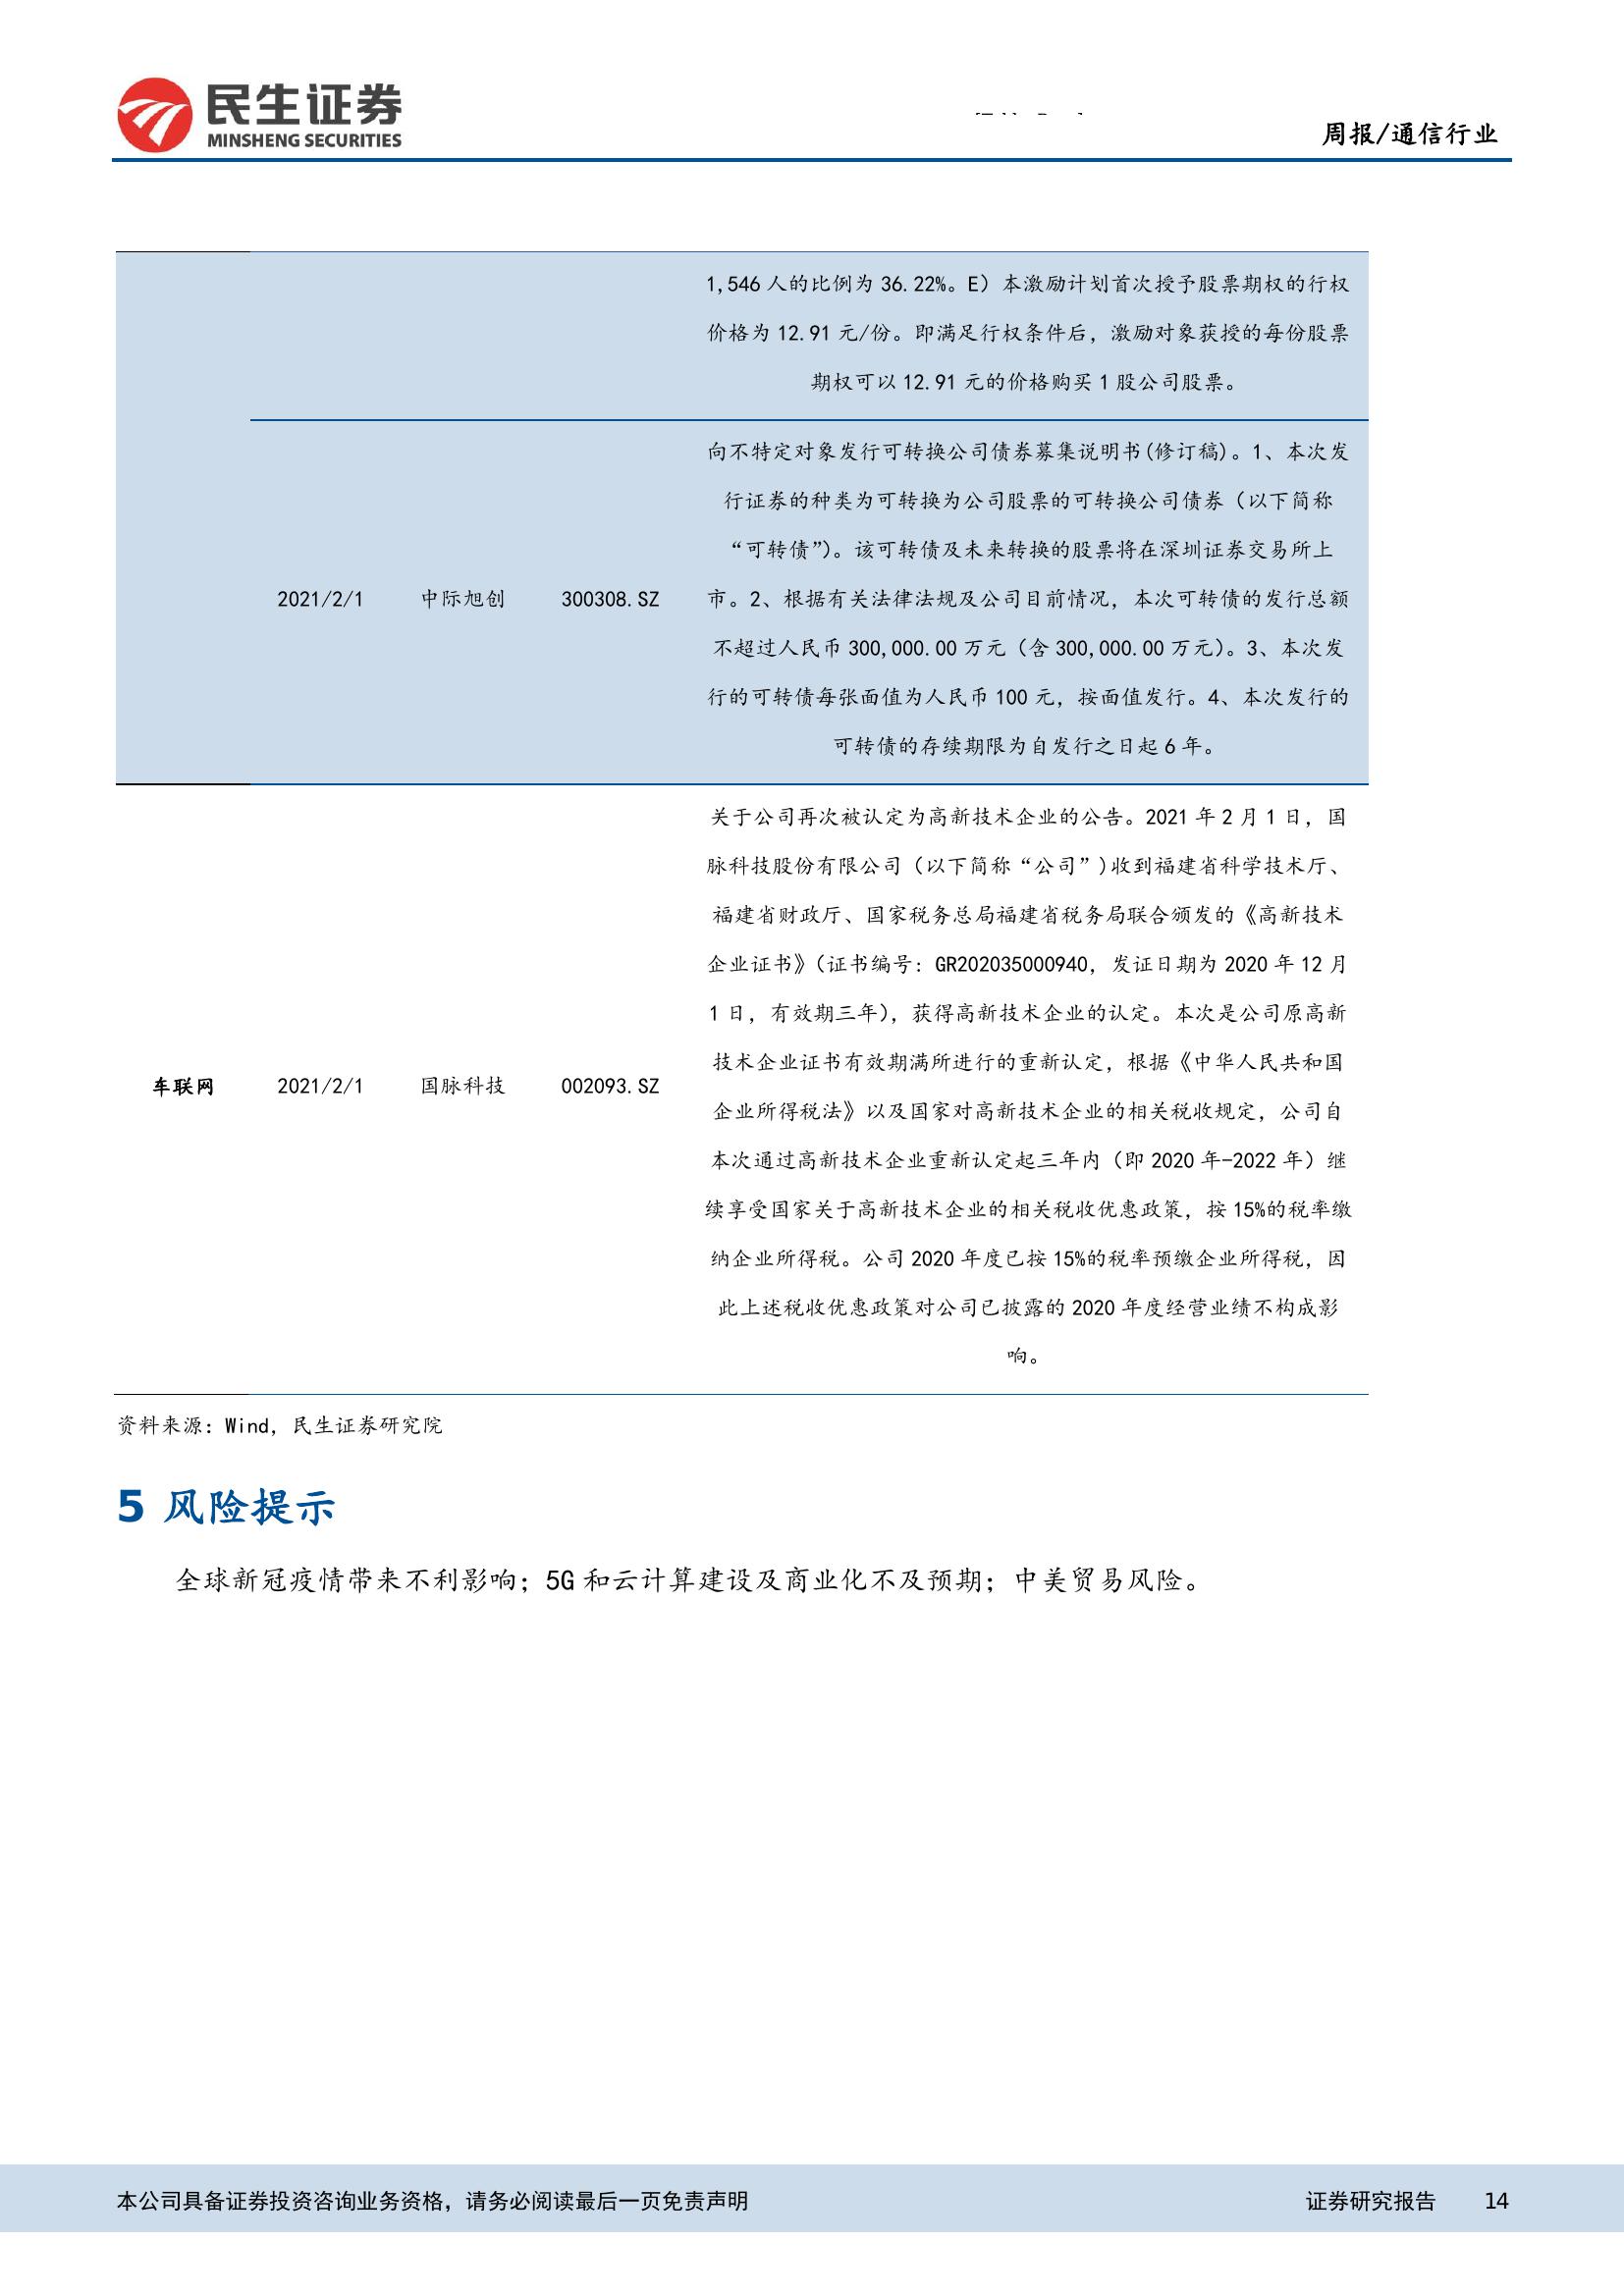 民生证券
MINSHENG SECURITIES
周报/通信行业
1,546 人的比例为 36.22%。E）本激励计划首次授予股票期权的行权
价格为 12.91 元/份。即满足行权条件后，激励对象获授的每份股票
期权可以 12.91 元的价格购买 1 股公司股票。
向不特定对象发行可转换公司债券募集说明书(修订稿)。1、本次发
行证券的种类为可转换为公司股票的可转换公司债券（以下简称
“可转债”）。该可转债及未来转换的股票将在深圳证券交易所上
2021/2/1 中际旭创 300308.SZ 市。2、根据有关法律法规及公司目前情况，本次可转债的发行总额
不超过人民币 300,000.00 万元（含 300,000.00 万元）。3、本次发
行的可转债每张面值为人民币 100 元，按面值发行。4、本次发行的
可转债的存续期限为自发行之日起 6 年。
关于公司再次被认定为高新技术企业的公告。2021 年 2 月 1 日，国
脉科技股份有限公司（以下简称“公司”)收到福建省科学技术厅、
福建省财政厅、国家税务总局福建省税务局联合颁发的《高新技术
企业证书》（证书编号：GR202035000940，发证日期为 2020 年 12 月
1 日，有效期三年），获得高新技术企业的认定。本次是公司原高新
技术企业证书有效期满所进行的重新认定，根据《中华人民共和国
车联网 2021/2/1 国脉科技 002093.SZ 企业所得税法》以及国家对高新技术企业的相关税收规定，公司自
本次通过高新技术企业重新认定起三年内（即 2020 年-2022 年）继
续享受国家关于高新技术企业的相关税收优惠政策，按 15%的税率缴
纳企业所得税。公司 2020 年度已按 15%的税率预缴企业所得税，因
此上述税收优惠政策对公司已披露的 2020 年度经营业绩不构成影
响。
资料来源：Wind，民生证券研究院
5 风险提示
全球新冠疫情带来不利影响；5G 和云计算建设及商业化不及预期；中美贸易风险。
本公司具备证券投资咨询业务资格，请务必阅读最后一页免责声明 证券研究报告 14